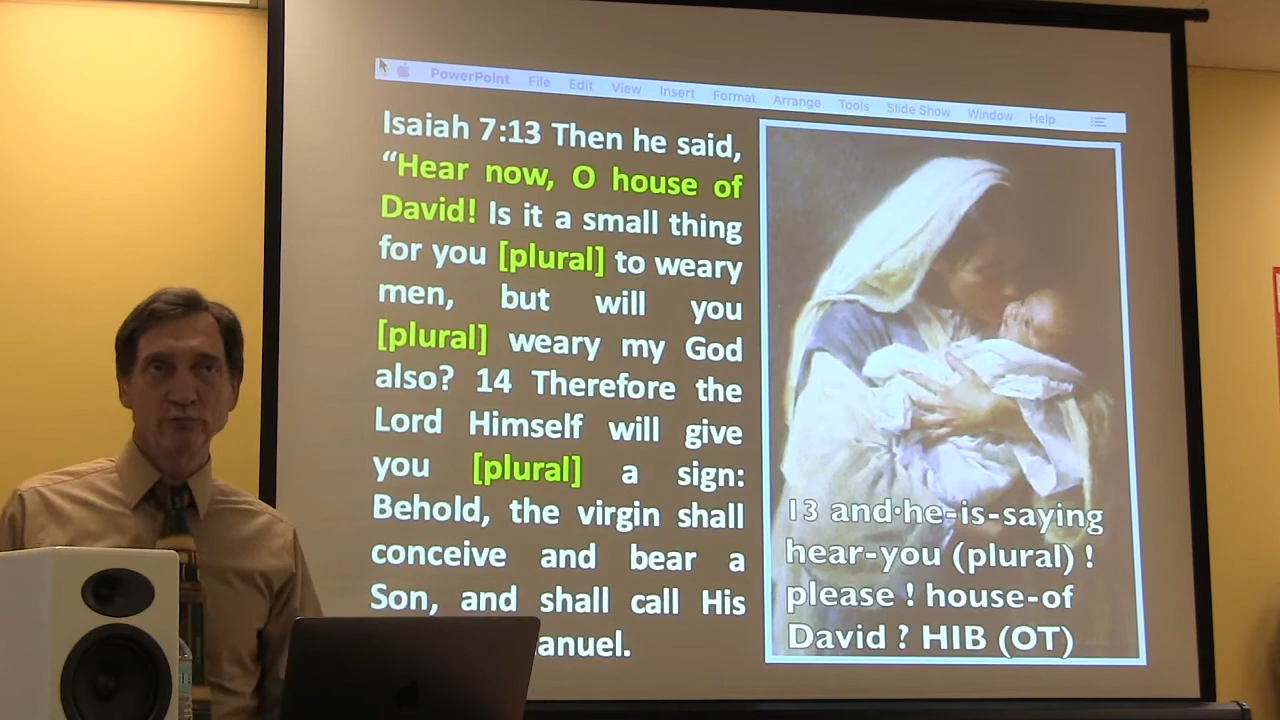 PowerPoint File Edit View Insert Format Arrange Tools Slide Show Window Help
Isaiah 7:13 Then he said,
“Hear now, O house of
David! Is it a small thing
for you [plural] to weary
men, but will you
[plural] weary my God
also? 14 Therefore the
Lord Himself will give
you [plural] a sign:
Behold, the virgin shall
conceive and bear a
Son, and shall call His
anuel.
13 and·he-is-saying
hear-you (plural) !
please ! house-of
David ? HIB (OT)